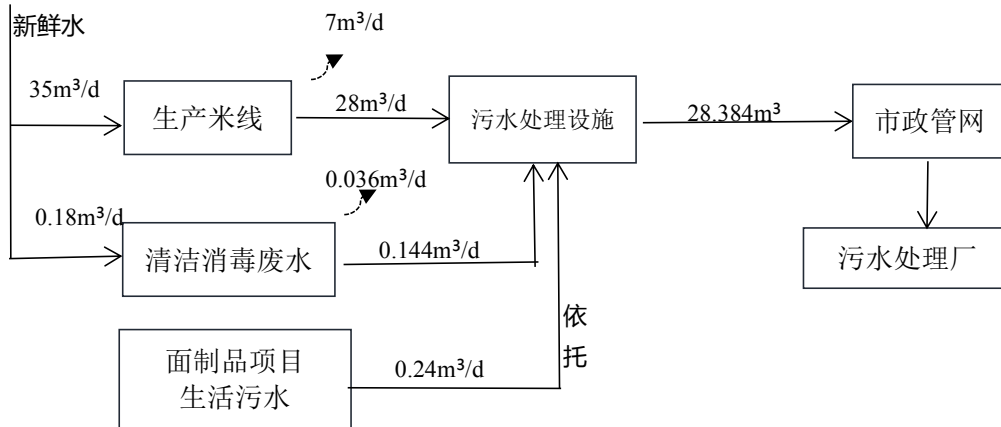 新鲜水
7m³/d
35m³/d
生产米线
28m³/d
污水处理设施
28.384m³
市政管网
0.036m³/d
0.18m³/d
清洁消毒废水
0.144m³/d
污水处理厂
依
托
面制品项目
生活污水
0.24m³/d